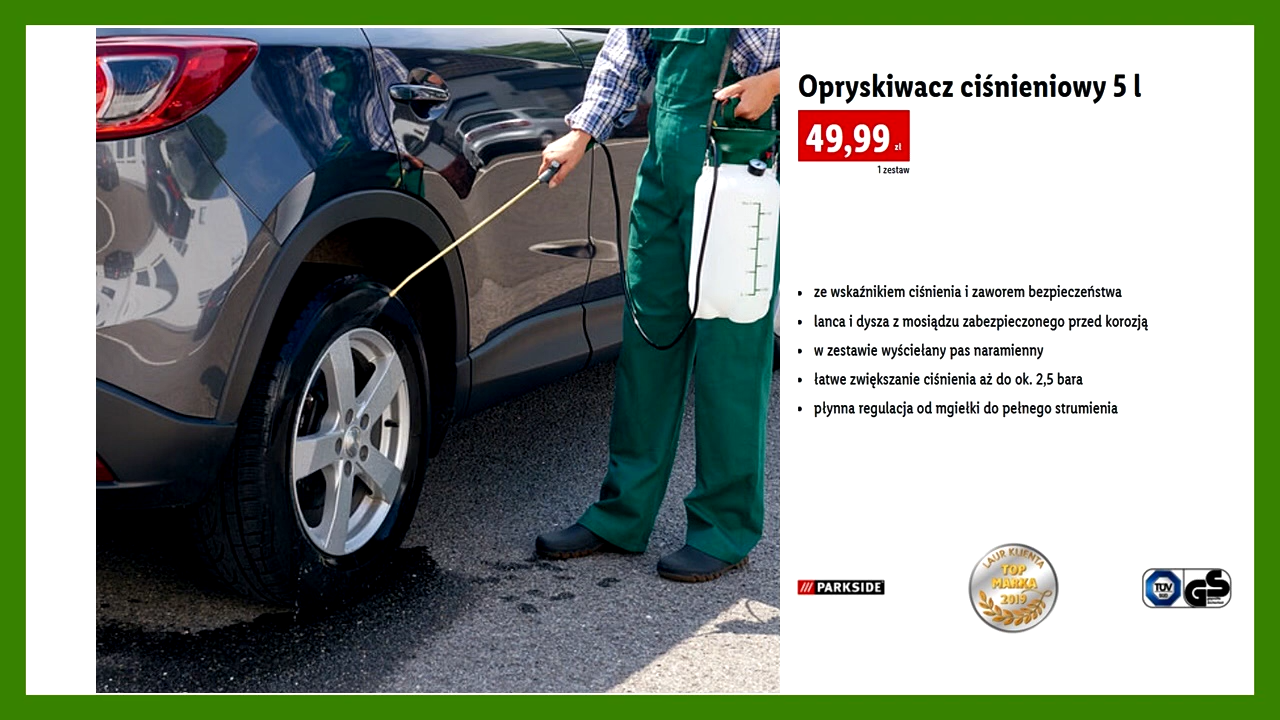 Opryskiwacz ciśnieniowy 5 l
49,99 zł
1 zestaw
• ze wskaźnikiem ciśnienia i zaworem bezpieczeństwa
• lanca i dysza z mosiądzu zabezpieczonego przed korozją
• w zestawie wyściełany pas naramienny
• łatwe zwiększanie ciśnienia aż do ok. 2,5 bara
• płynna regulacja od mgiełki do pełnego strumienia
PARKSIDE
LAUR KLIENTA
TOP
MARKA
2019
TÜV
SÜD
GS